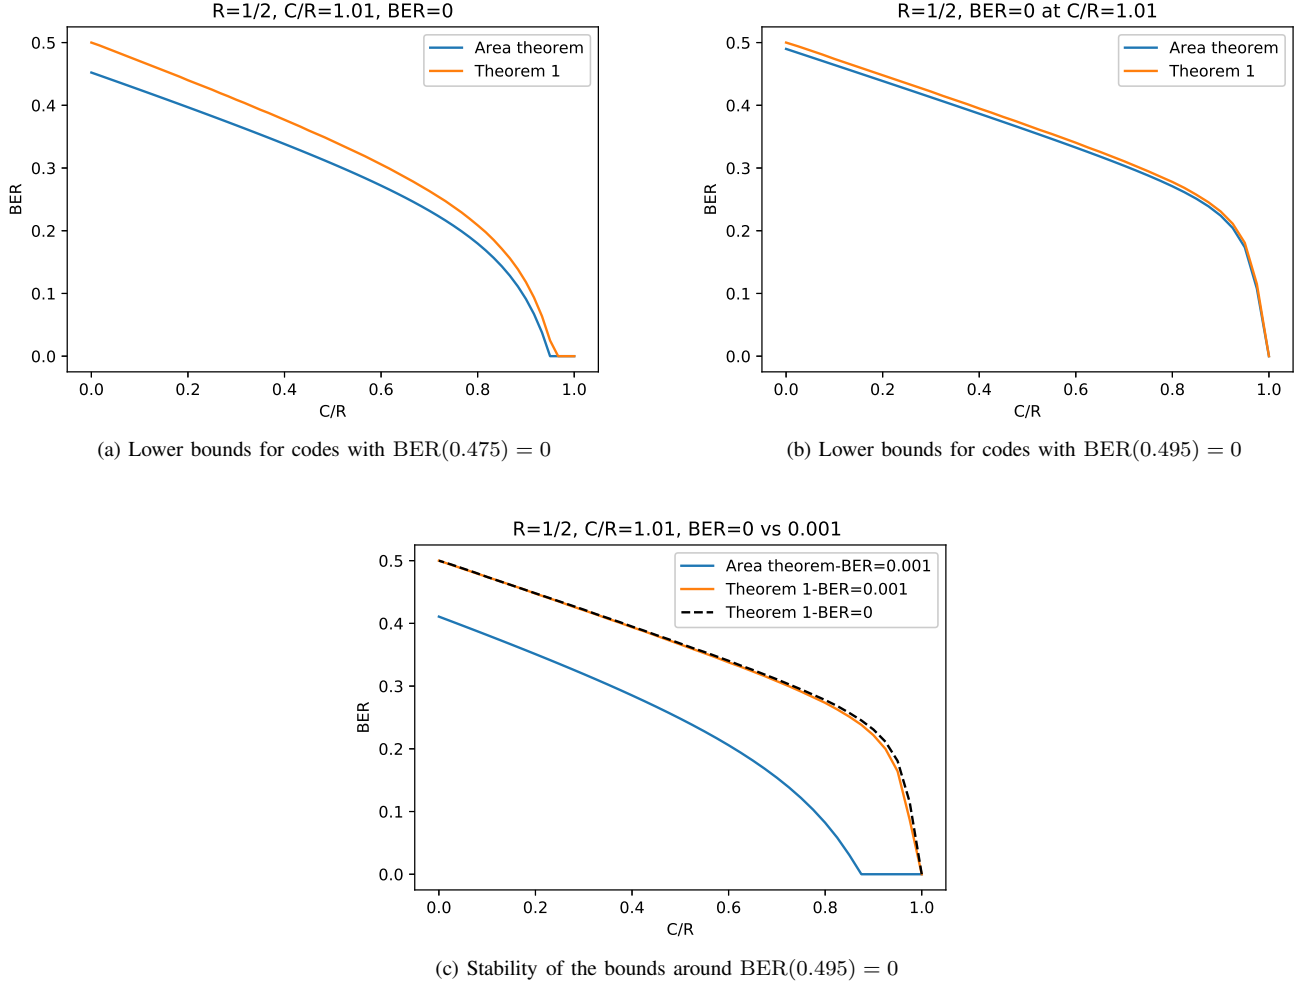 R=1/2, C/R=1.01, BER=0
0.5
0.4
0.3
0.2
0.1
0.0
BER
Area theorem
Theorem 1
0.0 0.2 0.4 0.6 0.8 1.0
C/R
(a) Lower bounds for codes with BER(0.475) = 0
R=1/2, BER=0 at C/R=1.01
0.5
0.4
0.3
0.2
0.1
0.0
BER
Area theorem
Theorem 1
0.0 0.2 0.4 0.6 0.8 1.0
C/R
(b) Lower bounds for codes with BER(0.495) = 0
R=1/2, C/R=1.01, BER=0 vs 0.001
0.5
0.4
0.3
0.2
0.1
0.0
BER
Area theorem-BER=0.001
Theorem 1-BER=0.001
Theorem 1-BER=0
0.0 0.2 0.4 0.6 0.8 1.0
C/R
(c) Stability of the bounds around BER(0.495) = 0